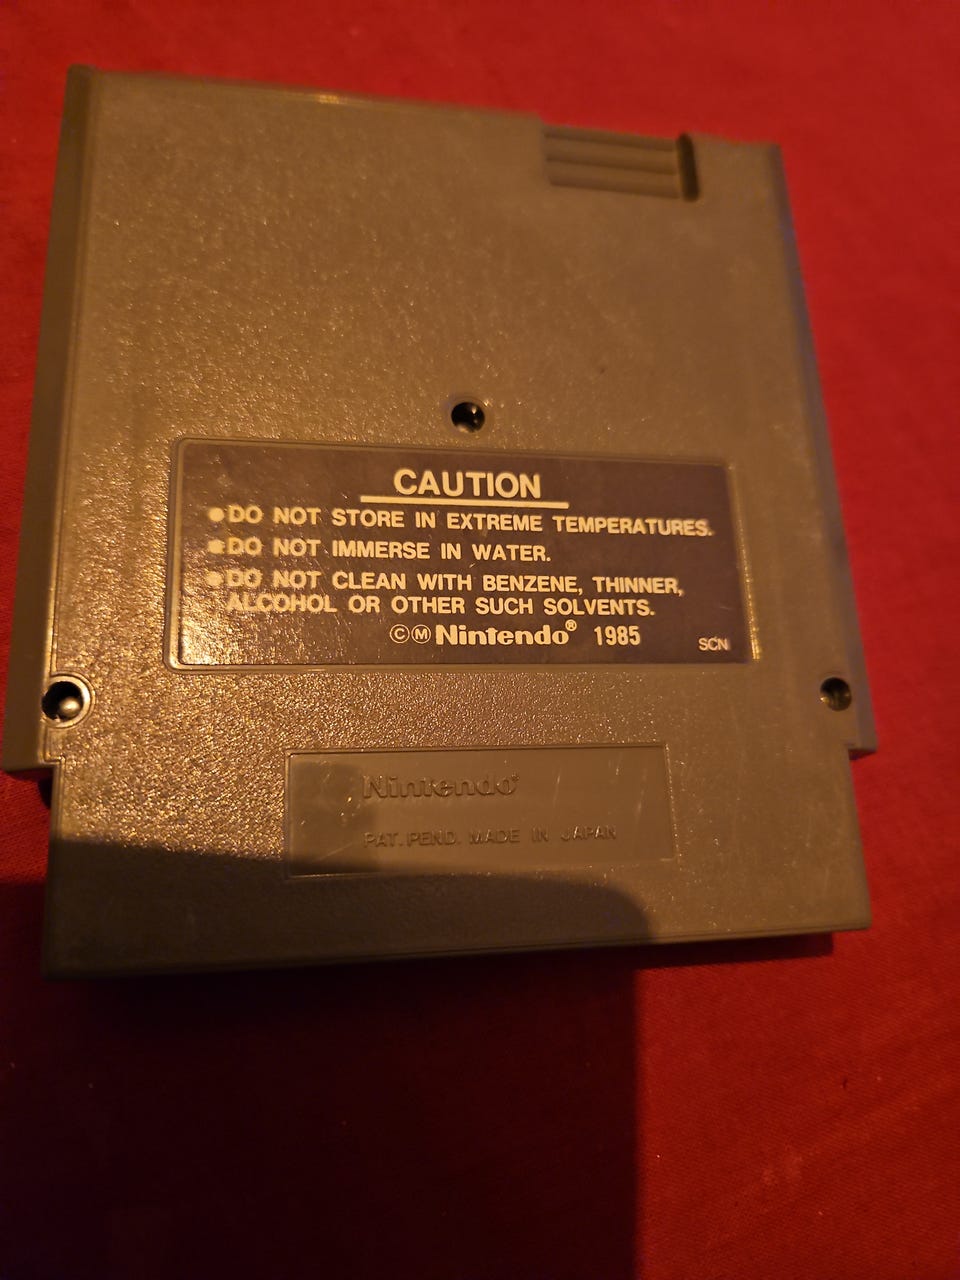 CAUTION
●DO NOT STORE IN EXTREME TEMPERATURES.
●DO NOT IMMERSE IN WATER.
●DO NOT CLEAN WITH BENZENE, THINNER,
ALCOHOL OR OTHER SUCH SOLVENTS.
©Ⓜ Nintendo® 1985
SCN
Nintendo®
PAT. PEND. MADE IN JAPAN